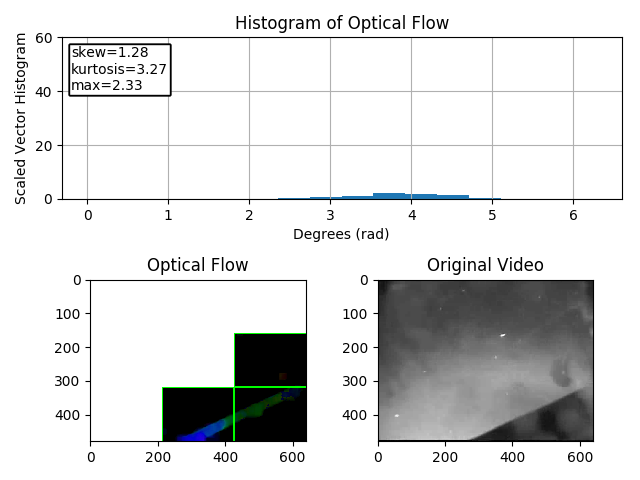 Histogram of Optical Flow
Scaled Vector Histogram
60
40
20
0
skew=1.28
kurtosis=3.27
max=2.33
0 1 2 3 4 5 6
Degrees (rad)
Optical Flow
0
100
200
300
400
0 200 400 600
Original Video
0
100
200
300
400
0 200 400 600